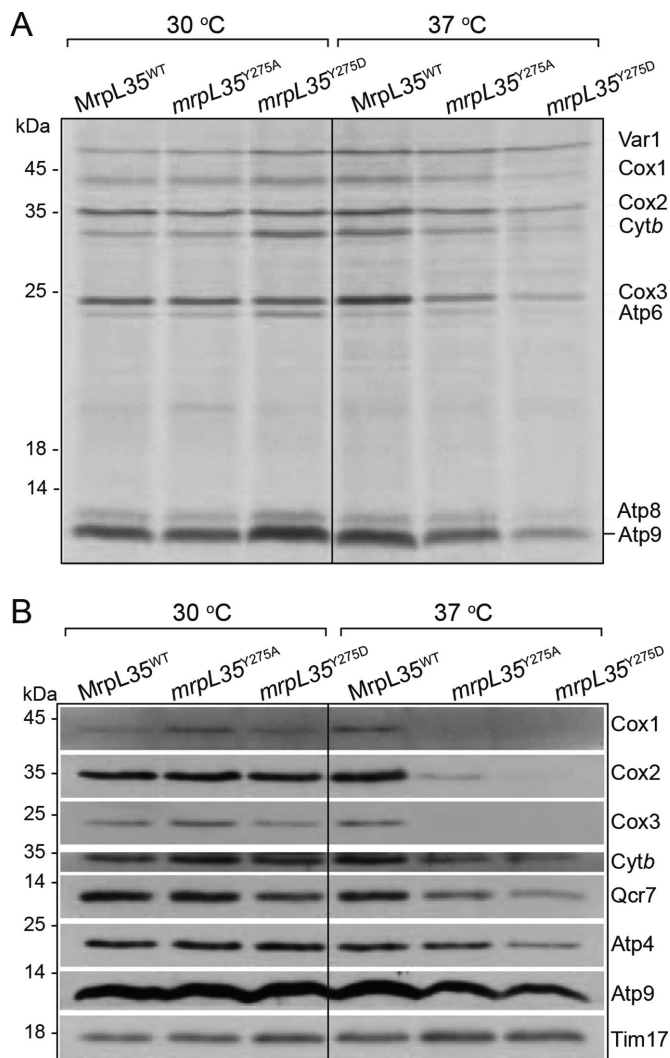 A
30 °C 37 °C
MrpL35WT mrpL35Y275A mrpL35Y275D MrpL35WT mrpL35Y275A mrpL35Y275D
kDa
Var1
45 - Cox1
35 - Cox2
Cytb
25 - Cox3
Atp6
18 -
14 -
Atp8
Atp9
B
30 °C 37 °C
MrpL35WT mrpL35Y275A mrpL35Y275D MrpL35WT mrpL35Y275A mrpL35Y275D
kDa
45 - Cox1
35 - Cox2
25 - Cox3
35 - Cytb
14 - Qcr7
25 - Atp4
14 - Atp9
18 - Tim17